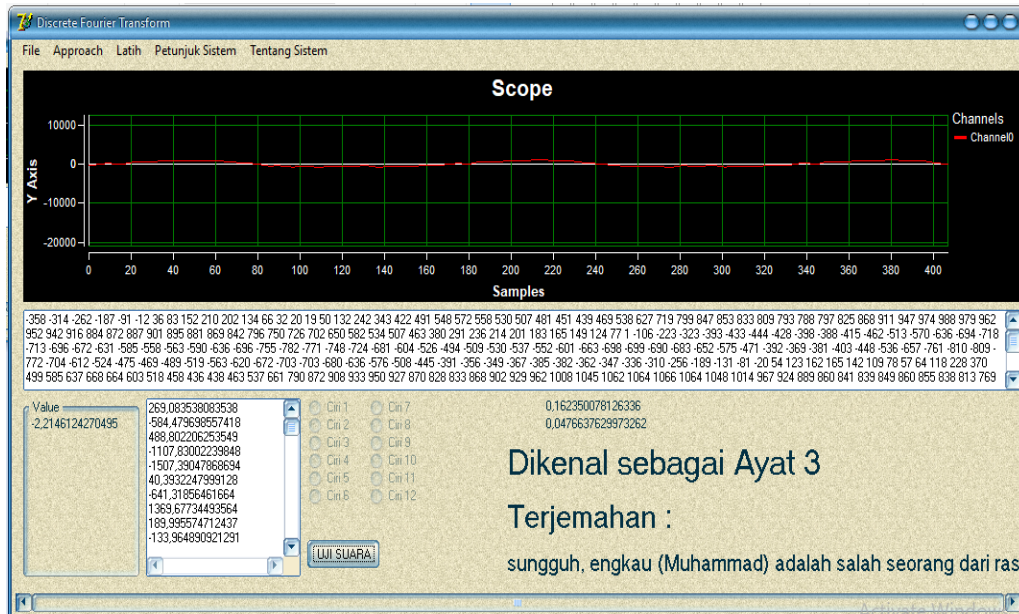 Discrete Fourier Transform
File Approach Latih Petunjuk Sistem Tentang Sistem
Scope
Channels
Channel0
Y Axis
10000
0
-10000
-20000
0 20 40 60 80 100 120 140 160 180 200 220 240 260 280 300 320 340 360 380 400
Samples
-358 -314 -262 -187 -91 -12 36 83 152 210 202 134 66 32 20 19 50 132 242 343 422 491 548 572 558 530 507 481 451 439 469 538 627 719 799 847 853 833 809 793 788 797 825 868 911 947 974 988 979 962
952 942 916 884 872 887 901 895 881 869 842 796 750 726 702 650 582 534 507 463 380 291 236 214 201 183 165 149 124 77 1 -106 -223 -323 -393 -433 -444 -428 -398 -388 -415 -462 -513 -570 -636 -694 -718
-713 -696 -672 -631 -585 -558 -563 -590 -636 -696 -755 -782 -771 -748 -724 -681 -604 -526 -494 -509 -530 -537 -552 -601 -663 -698 -699 -690 -683 -652 -575 -471 -392 -369 -381 -403 -448 -536 -657 -761 -810 -809 -
772 -704 -612 -524 -475 -469 -489 -519 -563 -620 -672 -703 -703 -680 -636 -576 -508 -445 -391 -356 -349 -367 -385 -382 -362 -347 -336 -310 -256 -189 -131 -81 -20 54 123 162 165 142 109 78 57 64 118 228 370
499 585 637 668 664 603 518 458 436 438 463 537 661 790 872 908 933 950 927 870 828 833 868 902 929 962 1008 1045 1062 1064 1066 1064 1048 1014 967 924 889 860 841 839 849 860 855 838 813 769
Value
-2,2146124270495
269,083538083538
-584,479698557418
488,802206253549
-1107,83002239848
-1507,39047868694
40,3932247999128
-641,31856461664
1369,67734493564
189,995574712437
-133,964890921291
Ciri 1 Ciri 7
Ciri 2 Ciri 8
Ciri 3 Ciri 9
Ciri 4 Ciri 10
Ciri 5 Ciri 11
Ciri 6 Ciri 12
UJI SUARA
0,162350078126336
0,0476637629973262
Dikenal sebagai Ayat 3
Terjemahan :
sungguh, engkau (Muhammad) adalah salah seorang dari ras